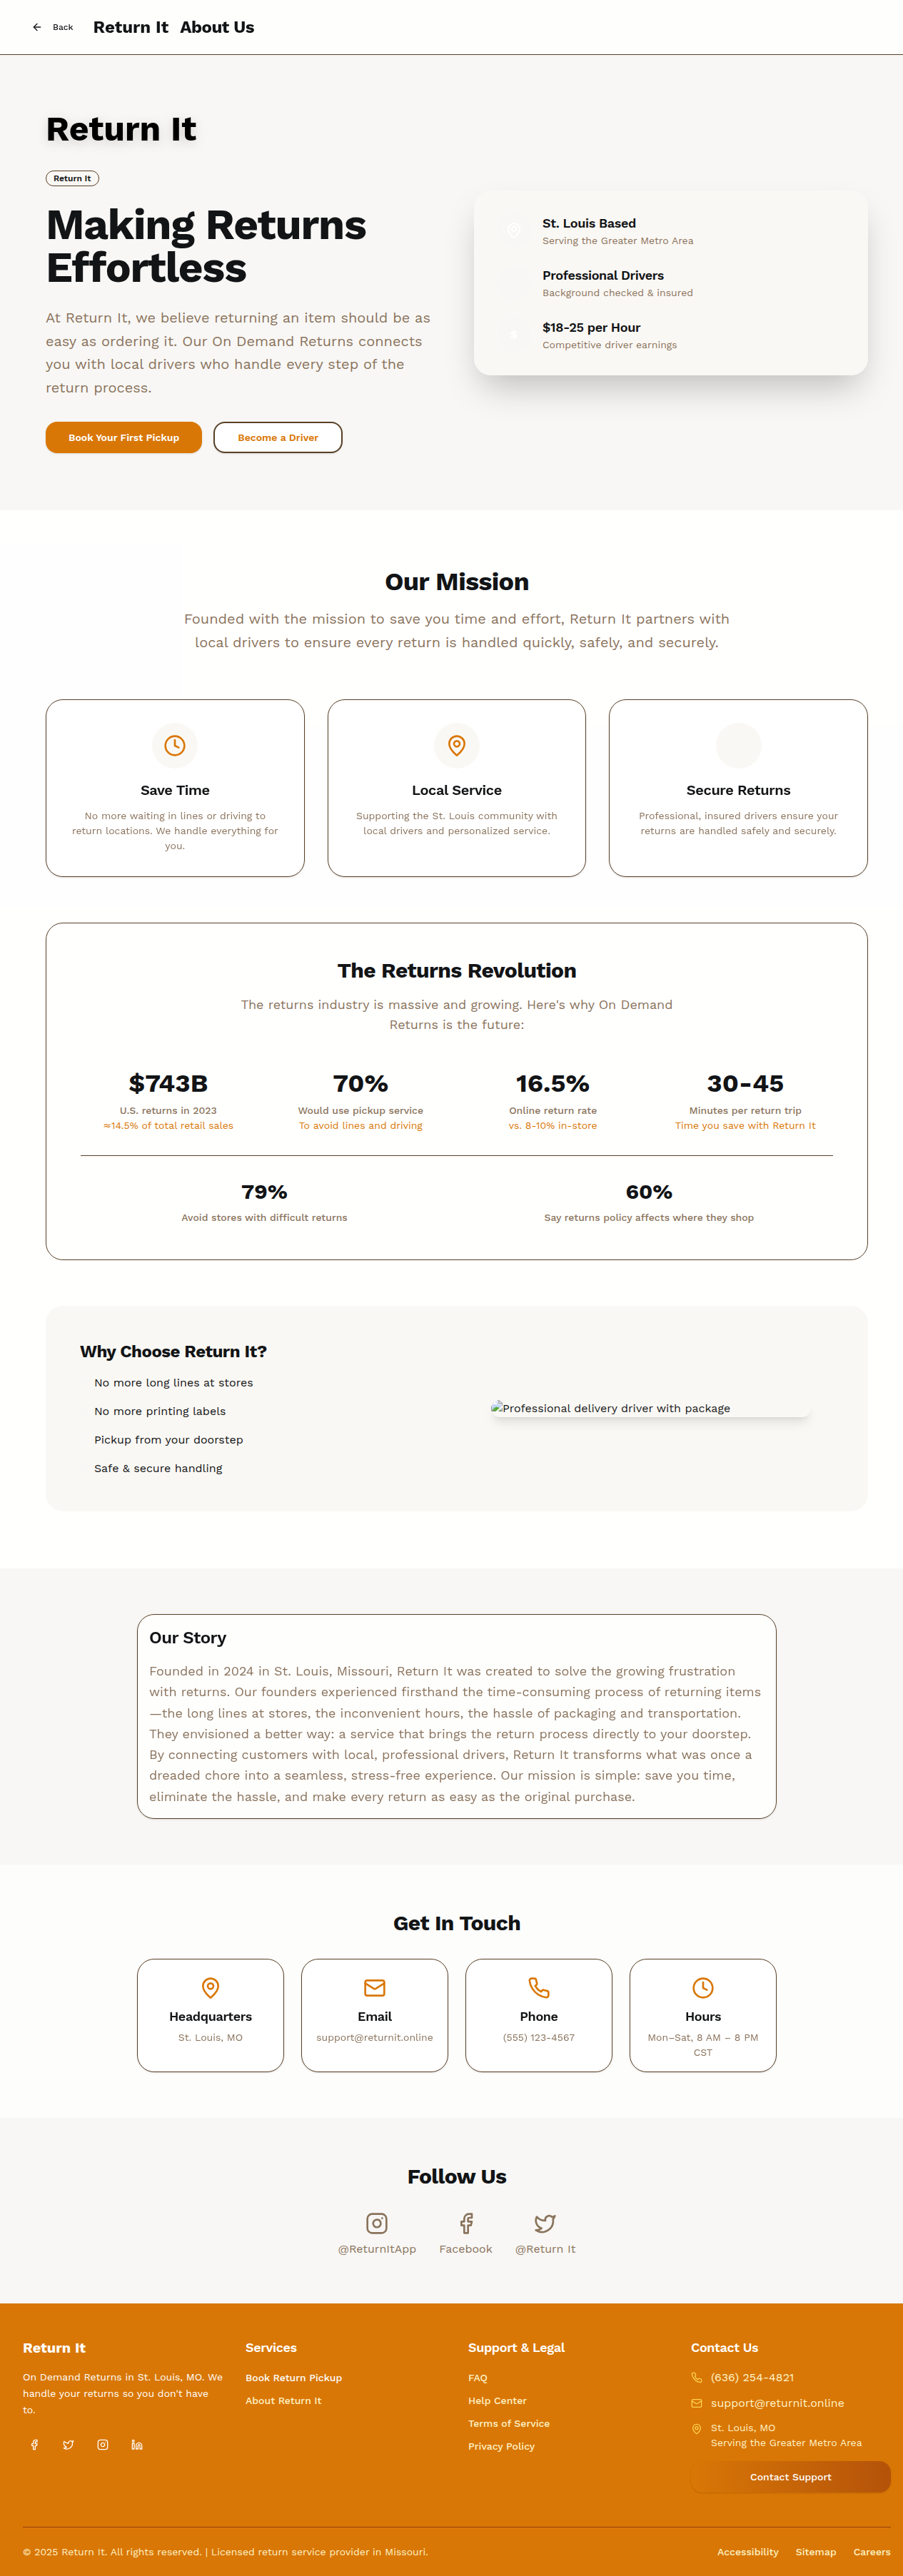 Back
Return It About Us
Return It
Return It
Making Returns
Effortless
At Return It, we believe returning an item should be as
easy as ordering it. Our On Demand Returns connects
you with local drivers who handle every step of the
return process.
Book Your First Pickup
Become a Driver
St. Louis Based
Serving the Greater Metro Area
Professional Drivers
Background checked & insured
$18-25 per Hour
Competitive driver earnings
Our Mission
Founded with the mission to save you time and effort, Return It partners with
local drivers to ensure every return is handled quickly, safely, and securely.
Save Time
No more waiting in lines or driving to
return locations. We handle everything for
you.
Local Service
Supporting the St. Louis community with
local drivers and personalized service.
Secure Returns
Professional, insured drivers ensure your
returns are handled safely and securely.
The Returns Revolution
The returns industry is massive and growing. Here's why On Demand
Returns is the future:
$743B
U.S. returns in 2023
≈14.5% of total retail sales
70%
Would use pickup service
To avoid lines and driving
16.5%
Online return rate
vs. 8-10% in-store
30-45
Minutes per return trip
Time you save with Return It
79%
Avoid stores with difficult returns
60%
Say returns policy affects where they shop
Why Choose Return It?
No more long lines at stores
No more printing labels
Pickup from your doorstep
Safe & secure handling
Professional delivery driver with package
Our Story
Founded in 2024 in St. Louis, Missouri, Return It was created to solve the growing frustration
with returns. Our founders experienced firsthand the time-consuming process of returning items
—the long lines at stores, the inconvenient hours, the hassle of packaging and transportation.
They envisioned a better way: a service that brings the return process directly to your doorstep.
By connecting customers with local, professional drivers, Return It transforms what was once a
dreaded chore into a seamless, stress-free experience. Our mission is simple: save you time,
eliminate the hassle, and make every return as easy as the original purchase.
Get In Touch
Headquarters
St. Louis, MO
Email
support@returnit.online
Phone
(555) 123-4567
Hours
Mon–Sat, 8 AM – 8 PM
CST
Follow Us
@ReturnItApp
Facebook
@Return It
Return It
On Demand Returns in St. Louis, MO. We
handle your returns so you don't have
to.
Services
Book Return Pickup
About Return It
Support & Legal
FAQ
Help Center
Terms of Service
Privacy Policy
Contact Us
(636) 254-4821
support@returnit.online
St. Louis, MO
Serving the Greater Metro Area
Contact Support
© 2025 Return It. All rights reserved. | Licensed return service provider in Missouri.
Accessibility
Sitemap
Careers